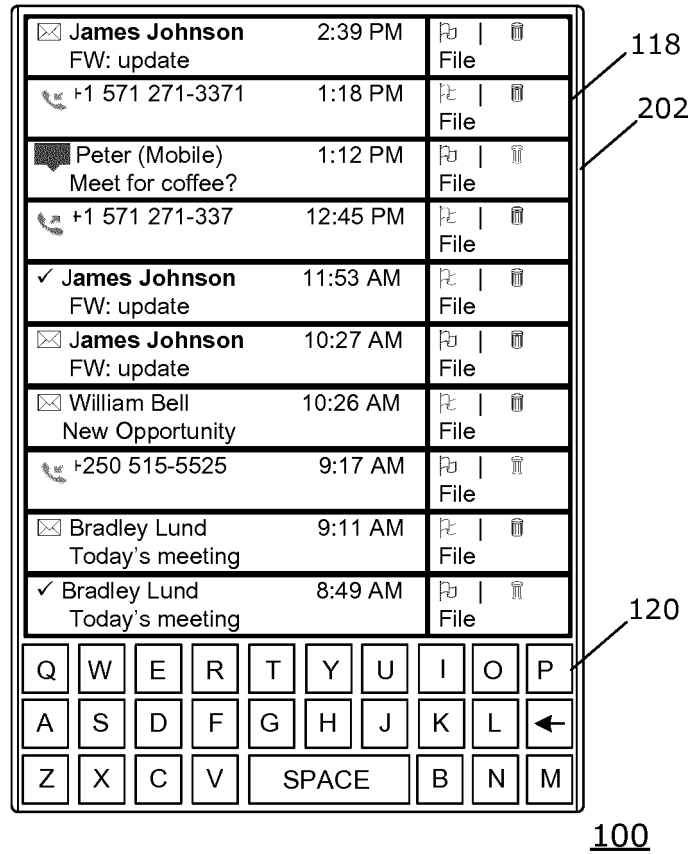 James Johnson 2:39 PM |
FW: update File
+1 571 271-3371 1:18 PM |
File
Peter (Mobile) 1:12 PM |
Meet for coffee? File
+1 571 271-337 12:45 PM |
File
✓ James Johnson 11:53 AM |
FW: update File
James Johnson 10:27 AM |
FW: update File
William Bell 10:26 AM |
New Opportunity File
+250 515-5525 9:17 AM |
File
Bradley Lund 9:11 AM |
Today's meeting File
✓ Bradley Lund 8:49 AM |
Today's meeting File
Q W E R T Y U I O P
A S D F G H J K L ←
Z X C V SPACE B N M
118
202
120
100